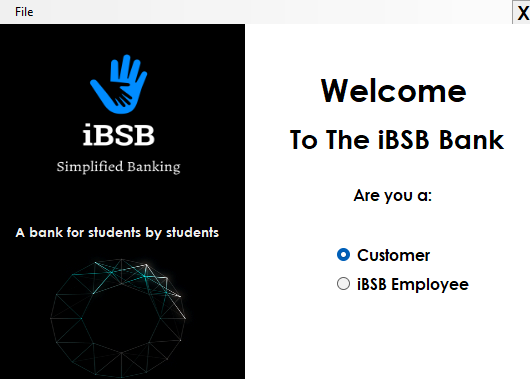 File
X
iBSB
Simplified Banking
A bank for students by students
Welcome
To The iBSB Bank
Are you a:
Customer
iBSB Employee